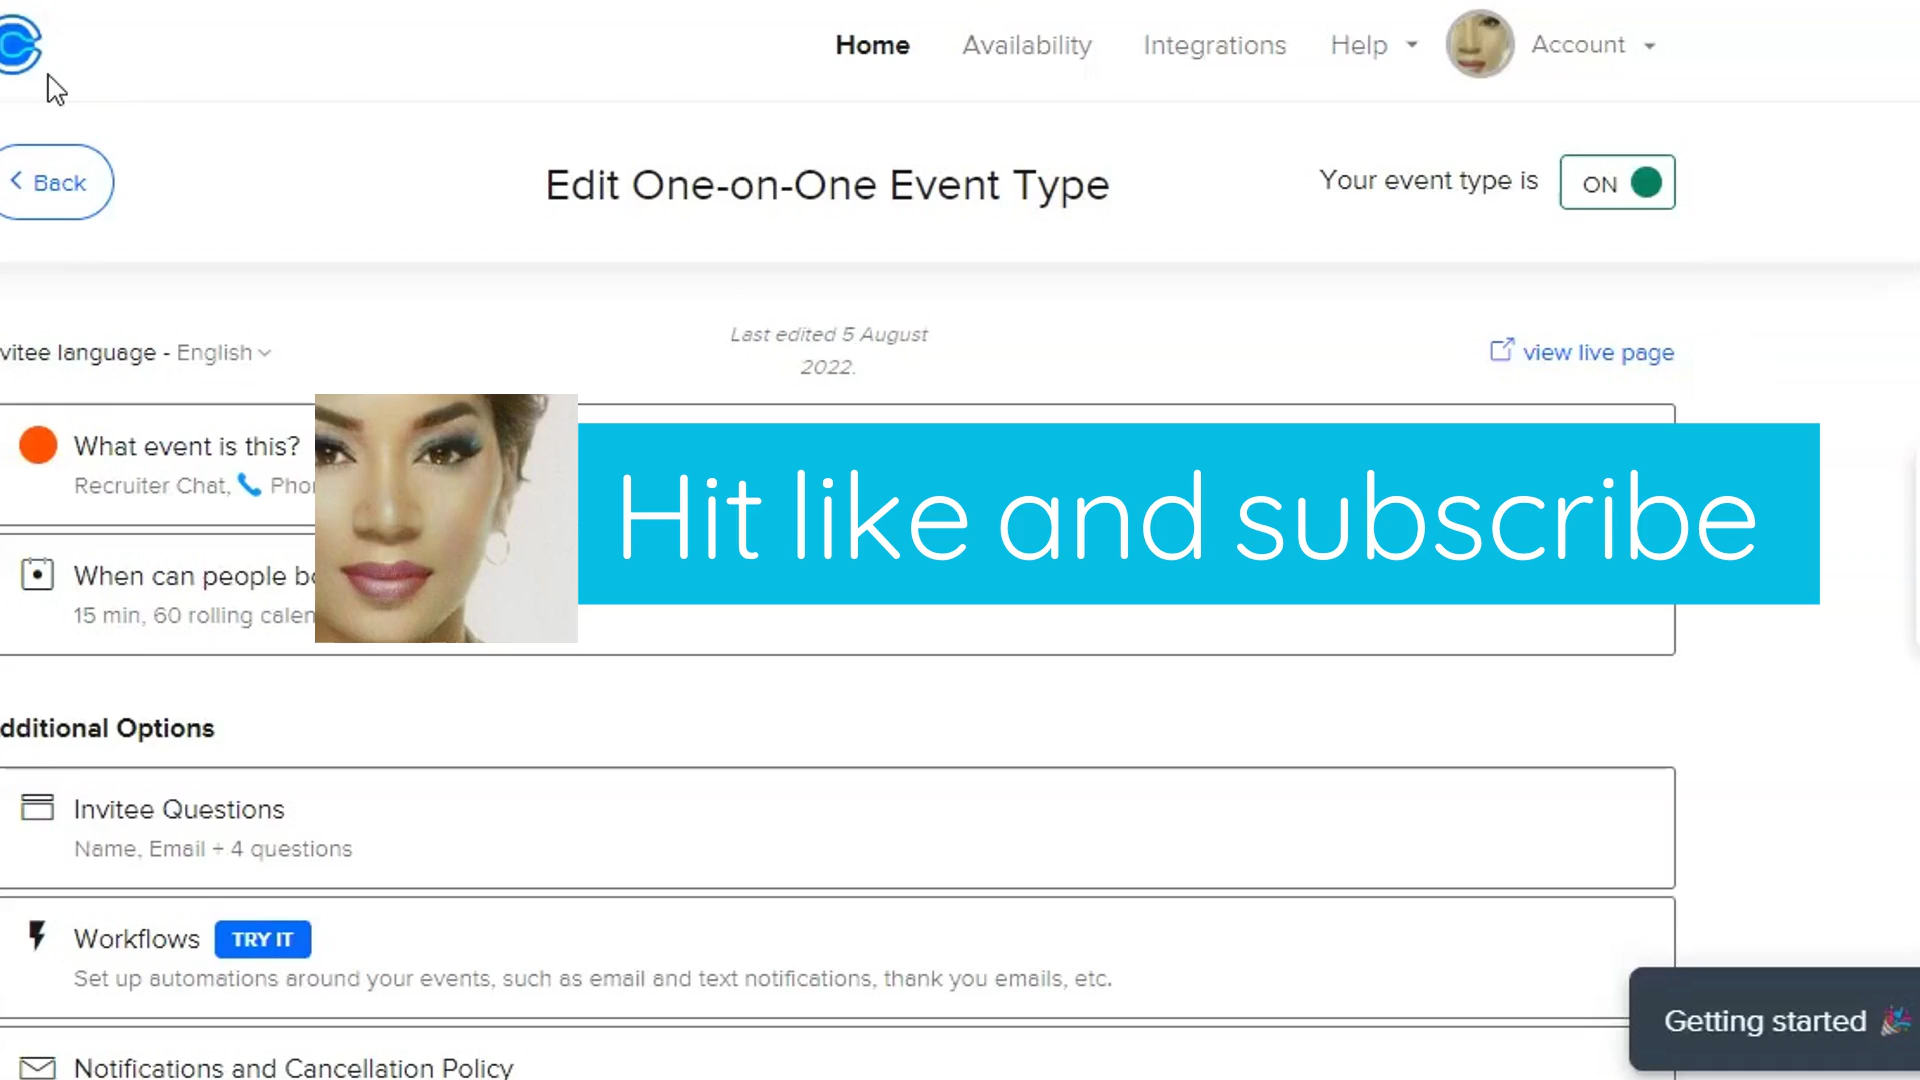 Home Availability Integrations Help Account
Back
Edit One-on-One Event Type
Your event type is ON
vitee language - English
Last edited 5 August
2022.
view live page
What event is this?
Recruiter Chat, Phon
When can people bo
15 min, 60 rolling calen
Hit like and subscribe
dditional Options
Invitee Questions
Name, Email + 4 questions
Workflows TRY IT
Set up automations around your events, such as email and text notifications, thank you emails, etc.
Getting started
Notifications and Cancellation Policy